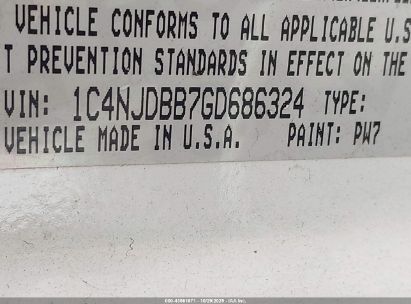 VEHICLE CONFORMS TO ALL APPLICABLE U.S
T PREVENTION STANDARDS IN EFFECT ON THE
VIN: 1C4NJDBB7GD686324 TYPE:
VEHICLE MADE IN U.S.A. PAINT: PW7